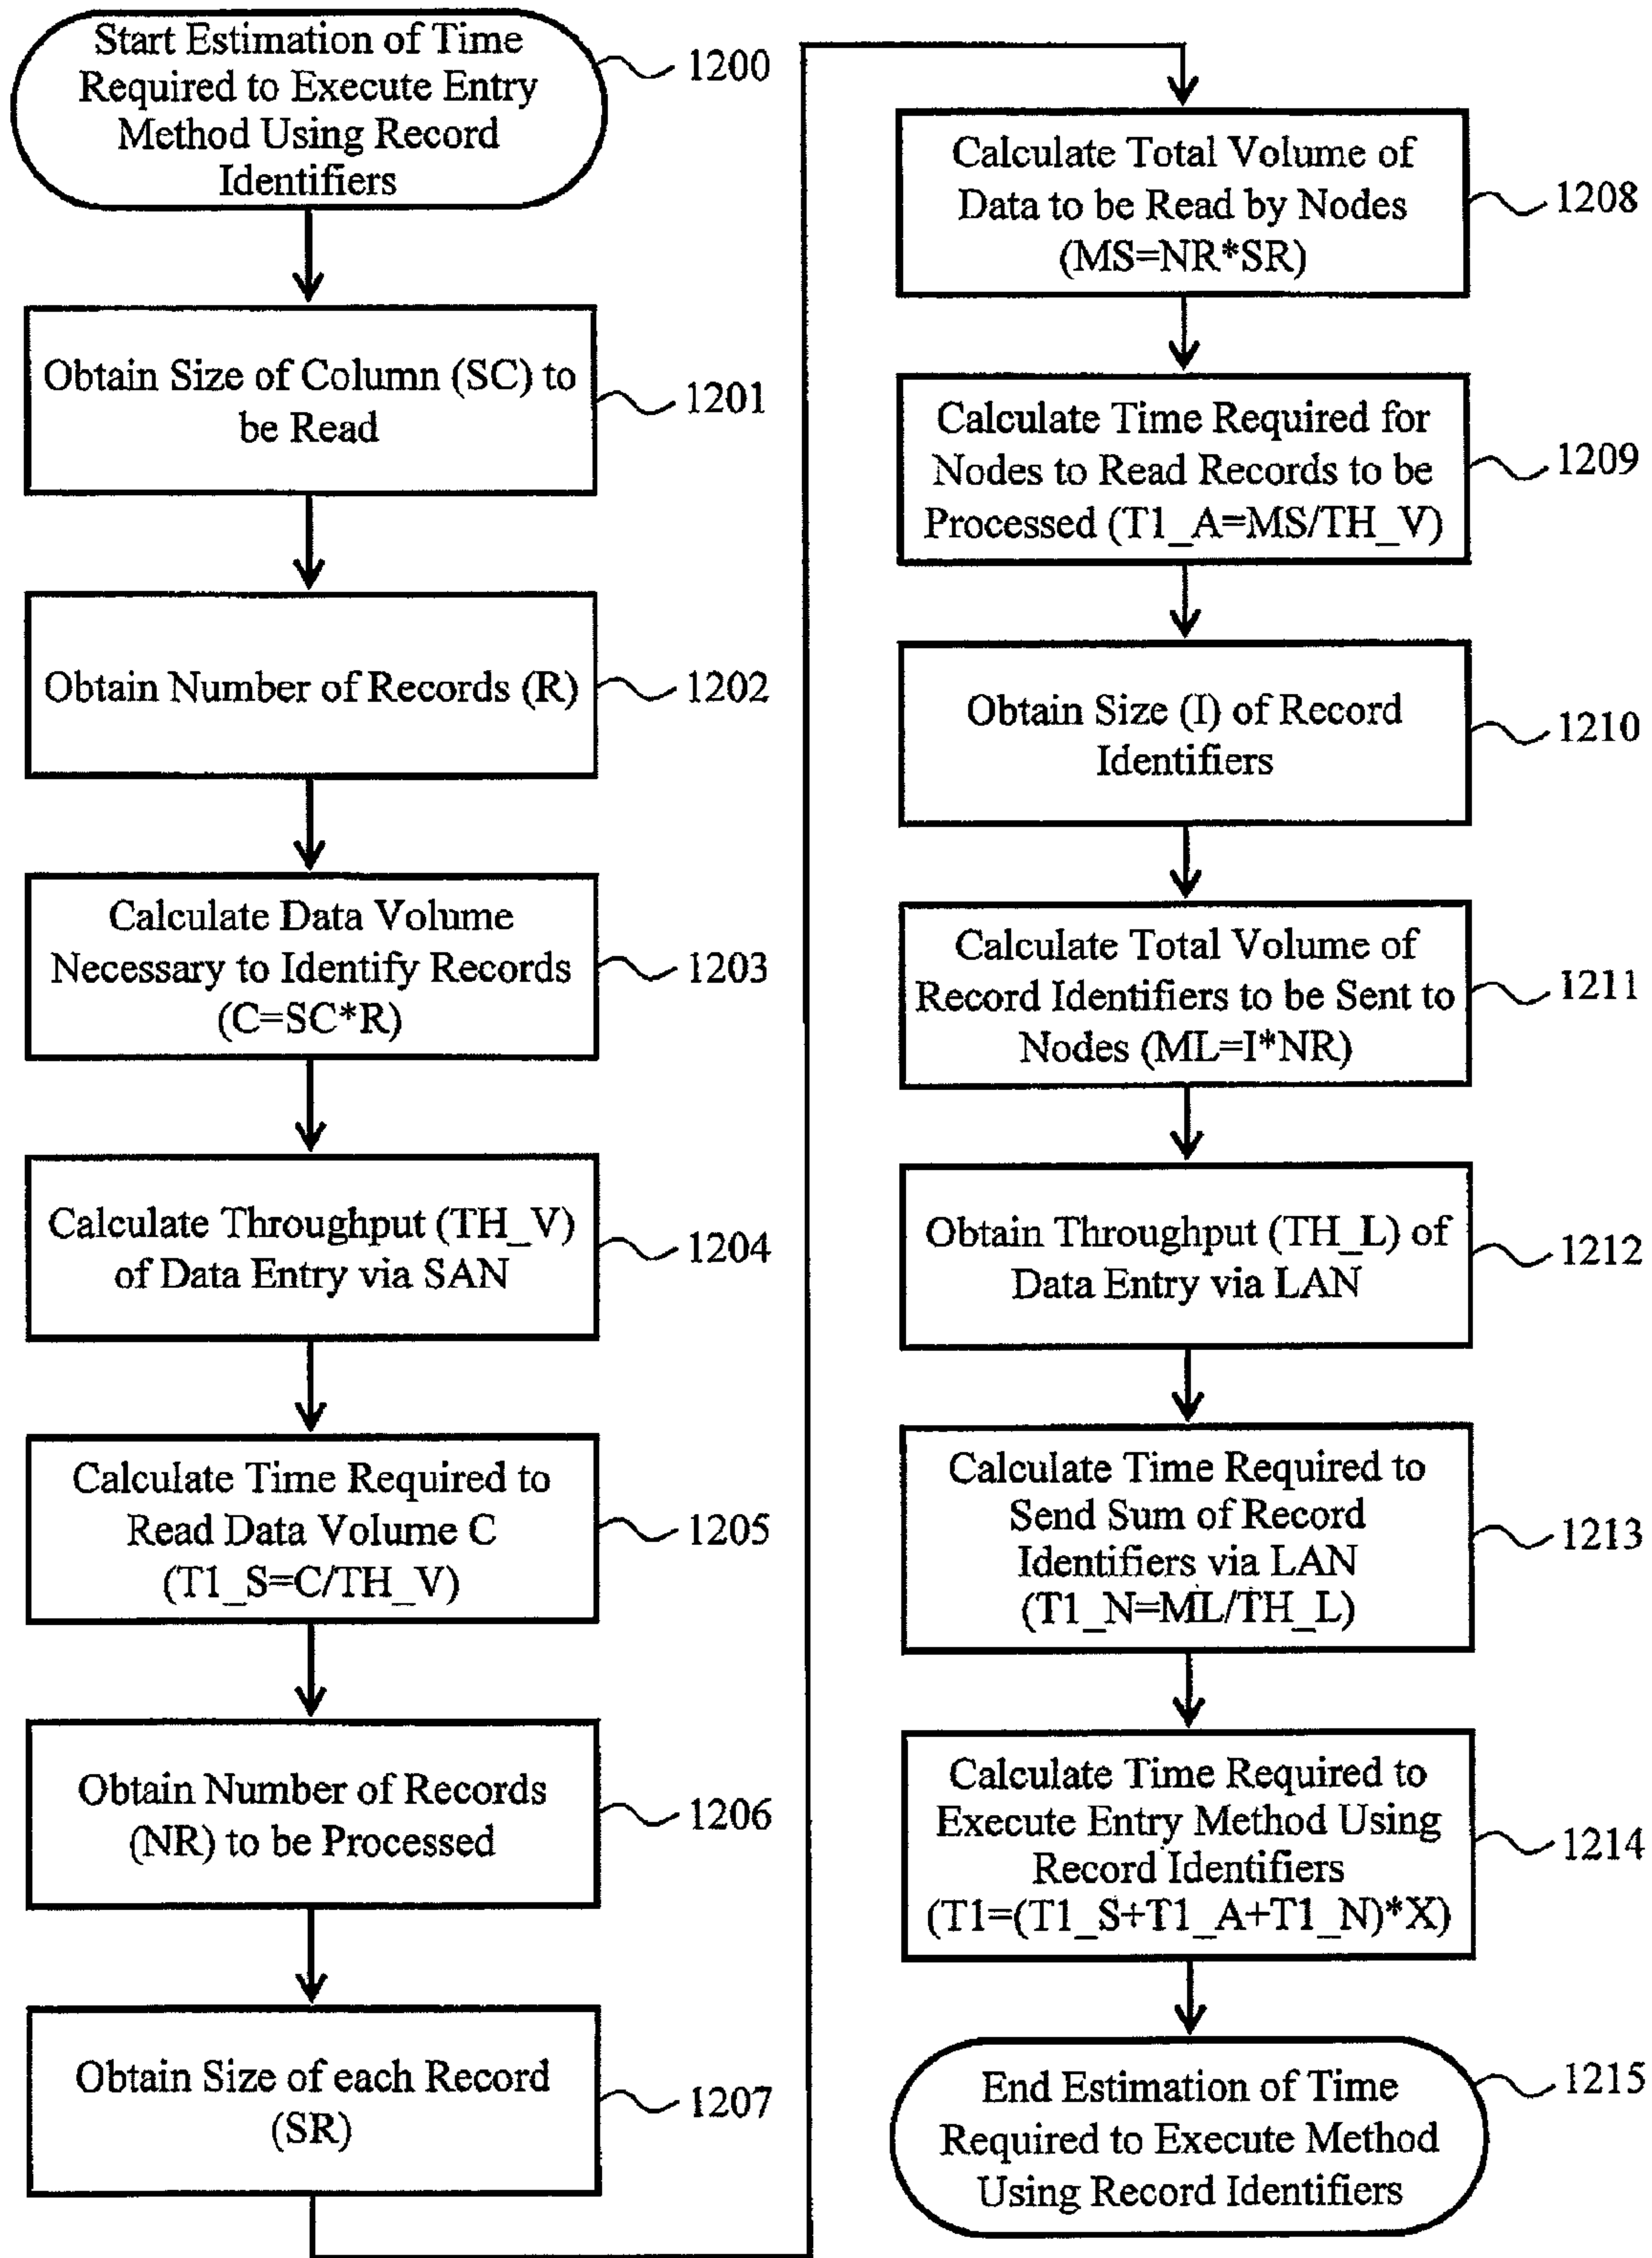 Start Estimation of Time
Required to Execute Entry
Method Using Record
Identifiers
1200
Obtain Size of Column (SC) to
be Read
1201
Obtain Number of Records (R)
1202
Calculate Data Volume
Necessary to Identify Records
(C=SC*R)
1203
Calculate Throughput (TH_V)
of Data Entry via SAN
1204
Calculate Time Required to
Read Data Volume C
(T1_S=C/TH_V)
1205
Obtain Number of Records
(NR) to be Processed
1206
Obtain Size of each Record
(SR)
1207
Calculate Total Volume of
Data to be Read by Nodes
(MS=NR*SR)
1208
Calculate Time Required for
Nodes to Read Records to be
Processed (T1_A=MS/TH_V)
1209
Obtain Size (I) of Record
Identifiers
1210
Calculate Total Volume of
Record Identifiers to be Sent to
Nodes (ML=I*NR)
1211
Obtain Throughput (TH_L) of
Data Entry via LAN
1212
Calculate Time Required to
Send Sum of Record
Identifiers via LAN
(T1_N=ML/TH_L)
1213
Calculate Time Required to
Execute Entry Method Using
Record Identifiers
(T1=(T1_S+T1_A+T1_N)*X)
1214
End Estimation of Time
Required to Execute Method
Using Record Identifiers
1215